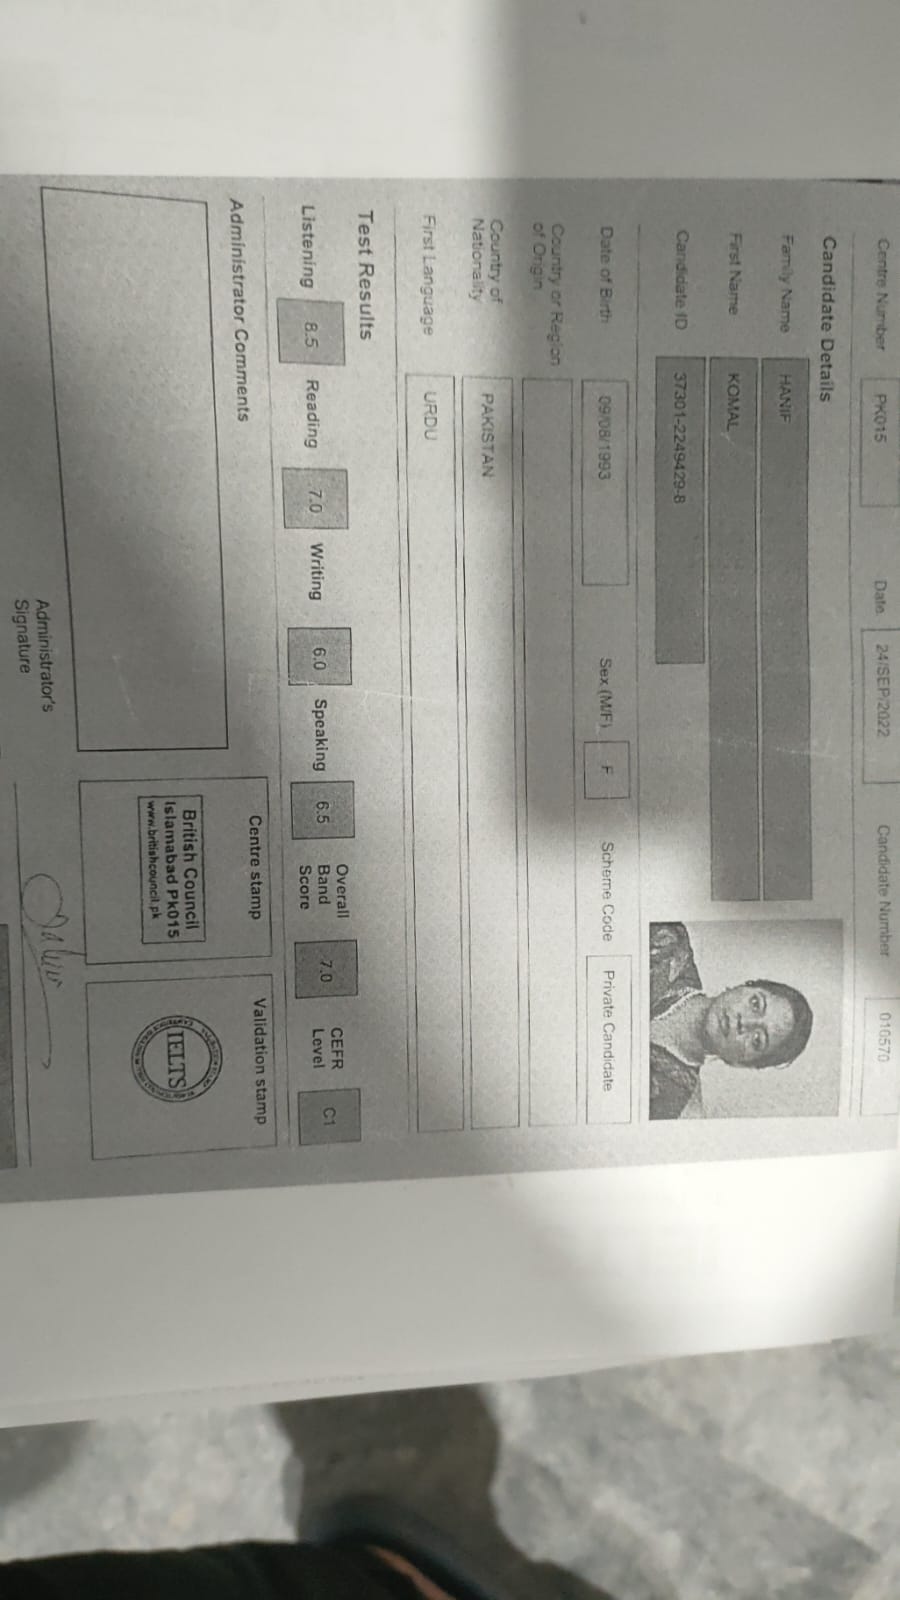 Centre Number PK015 Date 24/SEP/2022 Candidate Number 010570
Candidate Details
Family Name HANIF
First Name KOMAL
Candidate ID 37301-2249429-8
Date of Birth 09/08/1993 Sex (M/F) F Scheme Code Private Candidate
Country or Region
of Origin
Country of
Nationality PAKISTAN
First Language URDU
Test Results
Listening 8.5 Reading 7.0 Writing 6.0 Speaking 6.5 Overall
Band
Score 7.0 CEFR
Level C1
Administrator Comments
Centre stamp
British Council
Islamabad Pk015
www.britishcouncil.pk
Validation stamp
IELTS
Administrator's
Signature